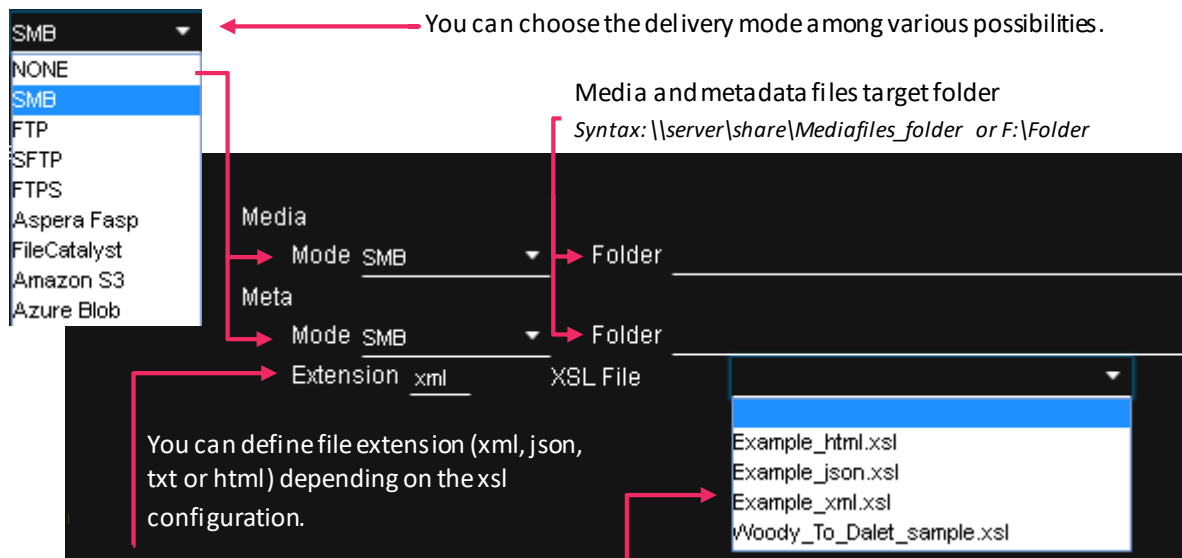 SMB
You can choose the delivery mode among various possibilities.
NONE
SMB
FTP
SFTP
FTPS
Aspera Fasp
FileCatalyst
Amazon S3
Azure Blob
Media and metadata files target folder
Syntax: \\server\share\Mediafiles_folder or F:\Folder
Media
Mode SMB Folder
Meta
Mode SMB Folder
Extension xml XSL File
You can define file extension (xml, json,
txt or html) depending on the xsl
configuration.
Example_html.xsl
Example_json.xsl
Example_xml.xsl
Woody_To_Dalet_sample.xsl